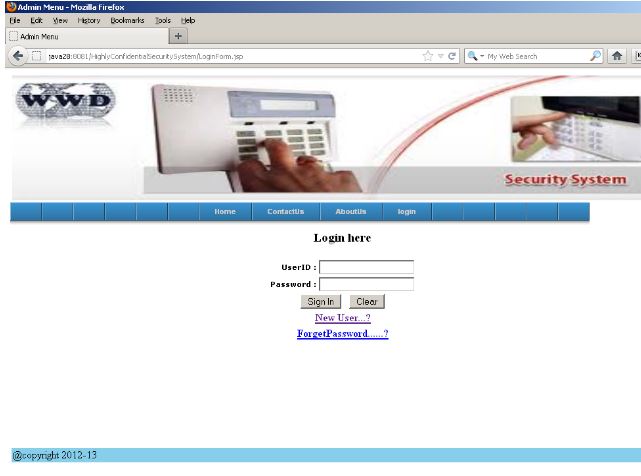 Admin Menu - Mozilla Firefox
File Edit View History Bookmarks Tools Help
Admin Menu +
java28:8081/HighlyConfidentialSecuritySystem/LoginForm.jsp My Web Search
WWD
Security System
Home ContactUs AboutUs login
Login here
UserID :
Password :
Sign In Clear
New User...?
ForgetPassword......?
@copyright 2012-13